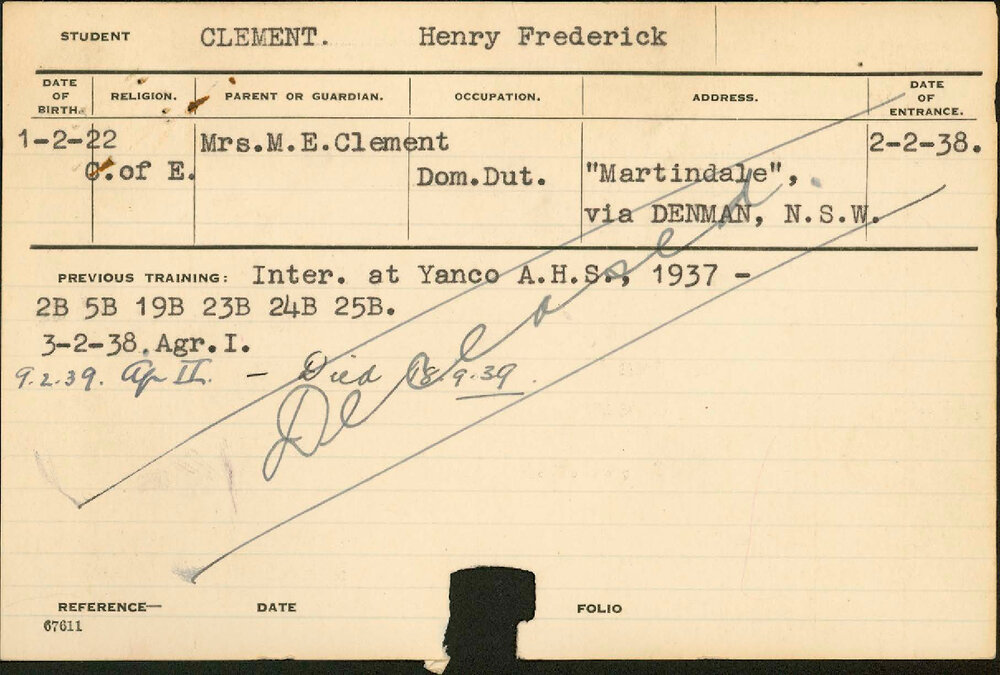 STUDENT CLEMENT. Henry Frederick
DATE OF BIRTH. RELIGION. PARENT OR GUARDIAN. OCCUPATION. ADDRESS. DATE OF ENTRANCE.
1-2-22 Mrs.M.E.Clement 2-2-38.
C.of E. Dom.Dut. "Martindale",
via DENMAN, N.S.W.
PREVIOUS TRAINING: Inter. at Yanco A.H.S., 1937 -
2B 5B 19B 23B 24B 25B.
3-2-38. Agr.I.
9.2.39. Ap II. - Died 18.9.39.
Deceased.
REFERENCE— DATE FOLIO
67611